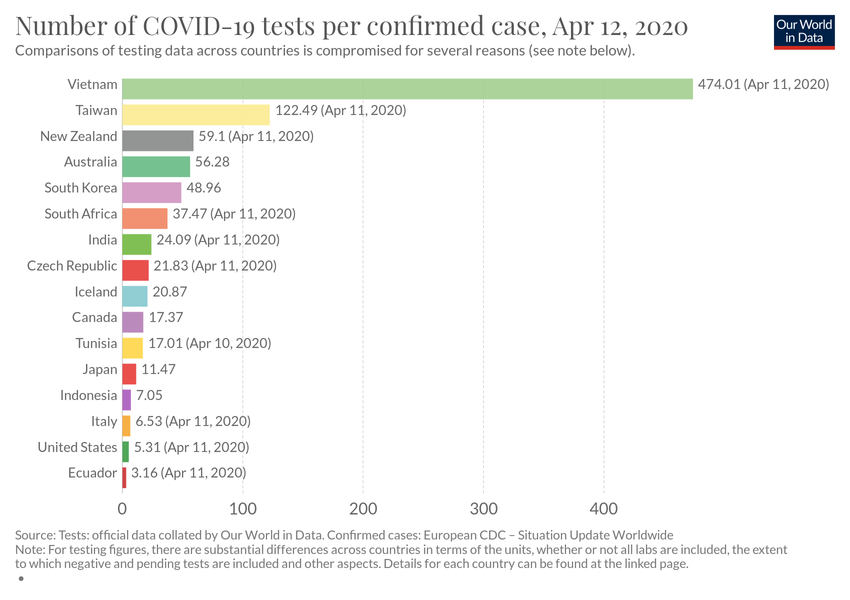 Number of COVID-19 tests per confirmed case, Apr 12, 2020
Our World
in Data
Comparisons of testing data across countries is compromised for several reasons (see note below).
Vietnam 474.01 (Apr 11, 2020)
Taiwan 122.49 (Apr 11, 2020)
New Zealand 59.1 (Apr 11, 2020)
Australia 56.28
South Korea 48.96
South Africa 37.47 (Apr 11, 2020)
India 24.09 (Apr 11, 2020)
Czech Republic 21.83 (Apr 11, 2020)
Iceland 20.87
Canada 17.37
Tunisia 17.01 (Apr 10, 2020)
Japan 11.47
Indonesia 7.05
Italy 6.53 (Apr 11, 2020)
United States 5.31 (Apr 11, 2020)
Ecuador 3.16 (Apr 11, 2020)
0 100 200 300 400
Source: Tests: official data collated by Our World in Data. Confirmed cases: European CDC – Situation Update Worldwide
Note: For testing figures, there are substantial differences across countries in terms of the units, whether or not all labs are included, the extent
to which negative and pending tests are included and other aspects. Details for each country can be found at the linked page.
•